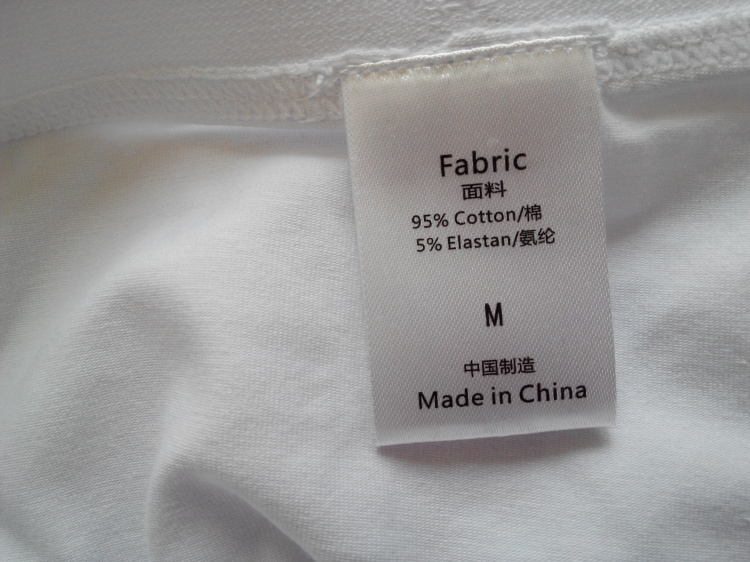 Fabric
面料
95% Cotton/棉
5% Elastan/氨纶
M
中国制造
Made in China